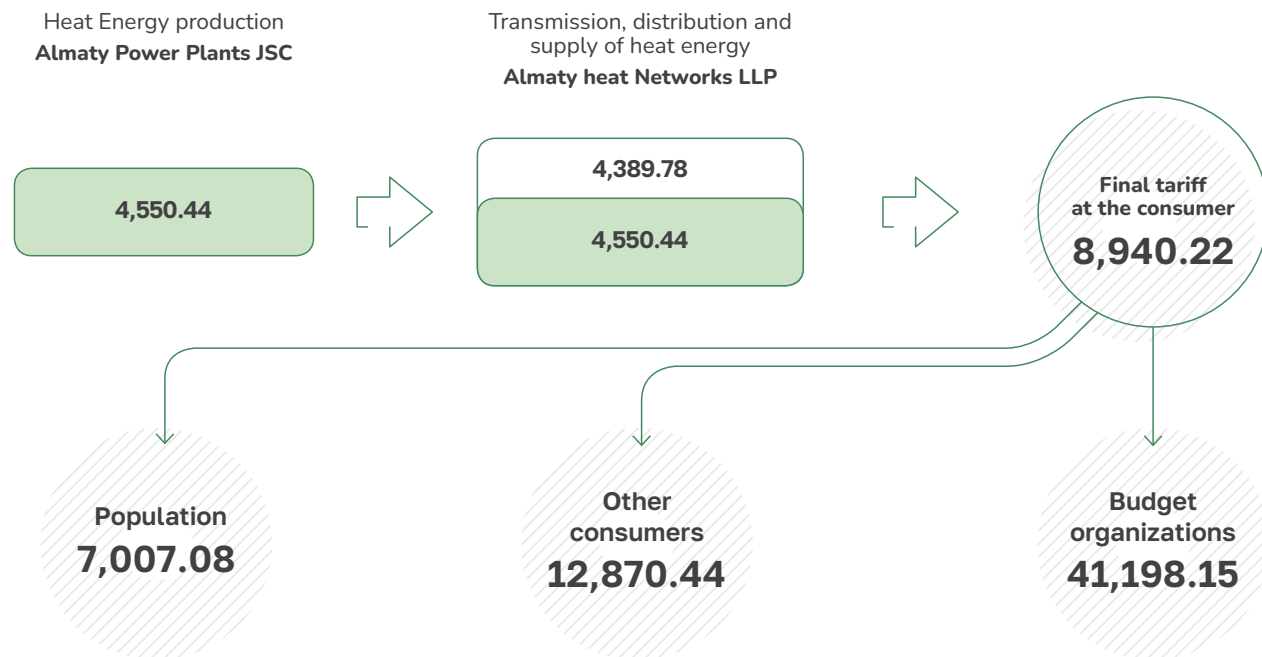 Heat Energy production
Almaty Power Plants JSC
Transmission, distribution and
supply of heat energy
Almaty heat Networks LLP
4,550.44
4,389.78
4,550.44
Final tariff
at the consumer
8,940.22
Population
7,007.08
Other
consumers
12,870.44
Budget
organizations
41,198.15